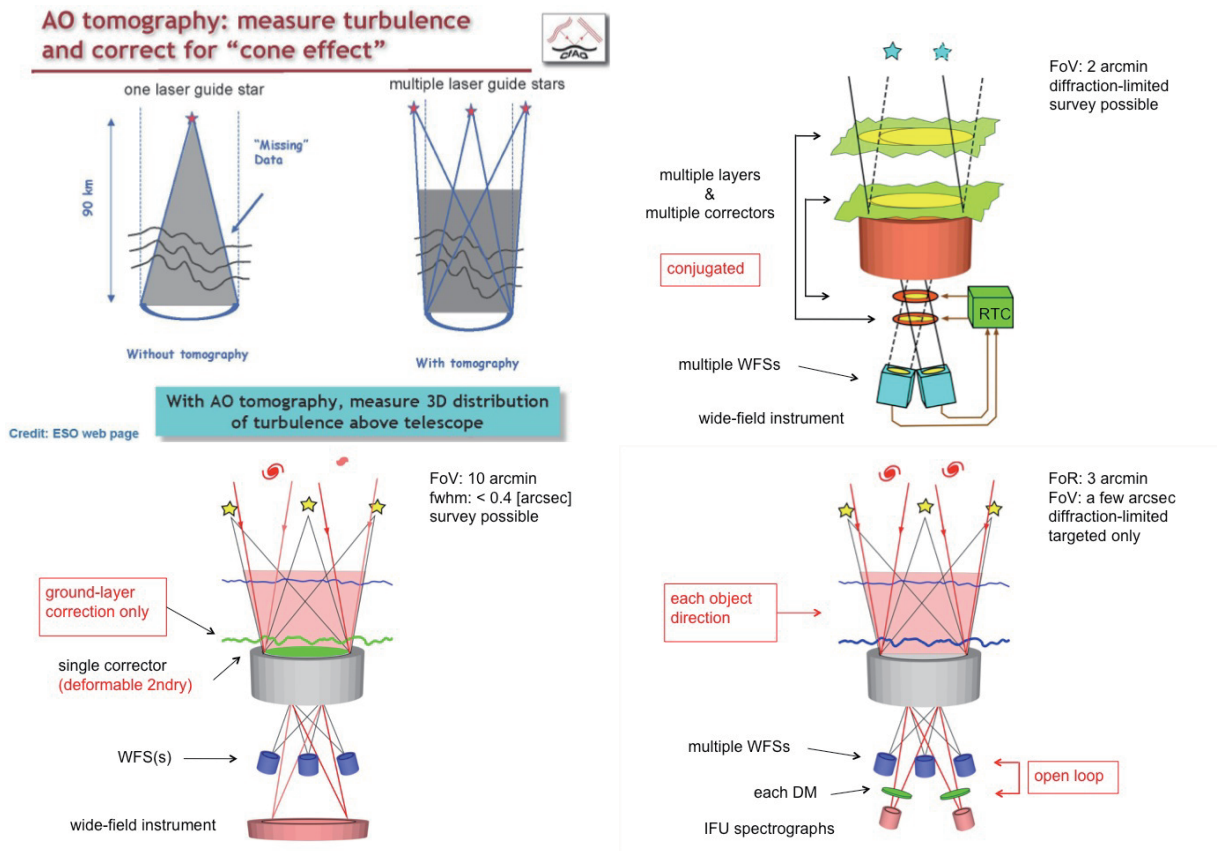 AO tomography: measure turbulence
and correct for “cone effect”
CfAO
one laser guide star
multiple laser guide stars
"Missing"
Data
90 km
Without tomography
With tomography
With AO tomography, measure 3D distribution
of turbulence above telescope
Credit: ESO web page
FoV: 2 arcmin
diffraction-limited
survey possible
multiple layers
&
multiple correctors
conjugated
RTC
multiple WFSs
wide-field instrument
FoV: 10 arcmin
fwhm: < 0.4 [arcsec]
survey possible
ground-layer
correction only
single corrector
(deformable 2ndry)
WFS(s)
wide-field instrument
FoR: 3 arcmin
FoV: a few arcsec
diffraction-limited
targeted only
each object
direction
multiple WFSs
each DM
open loop
IFU spectrographs